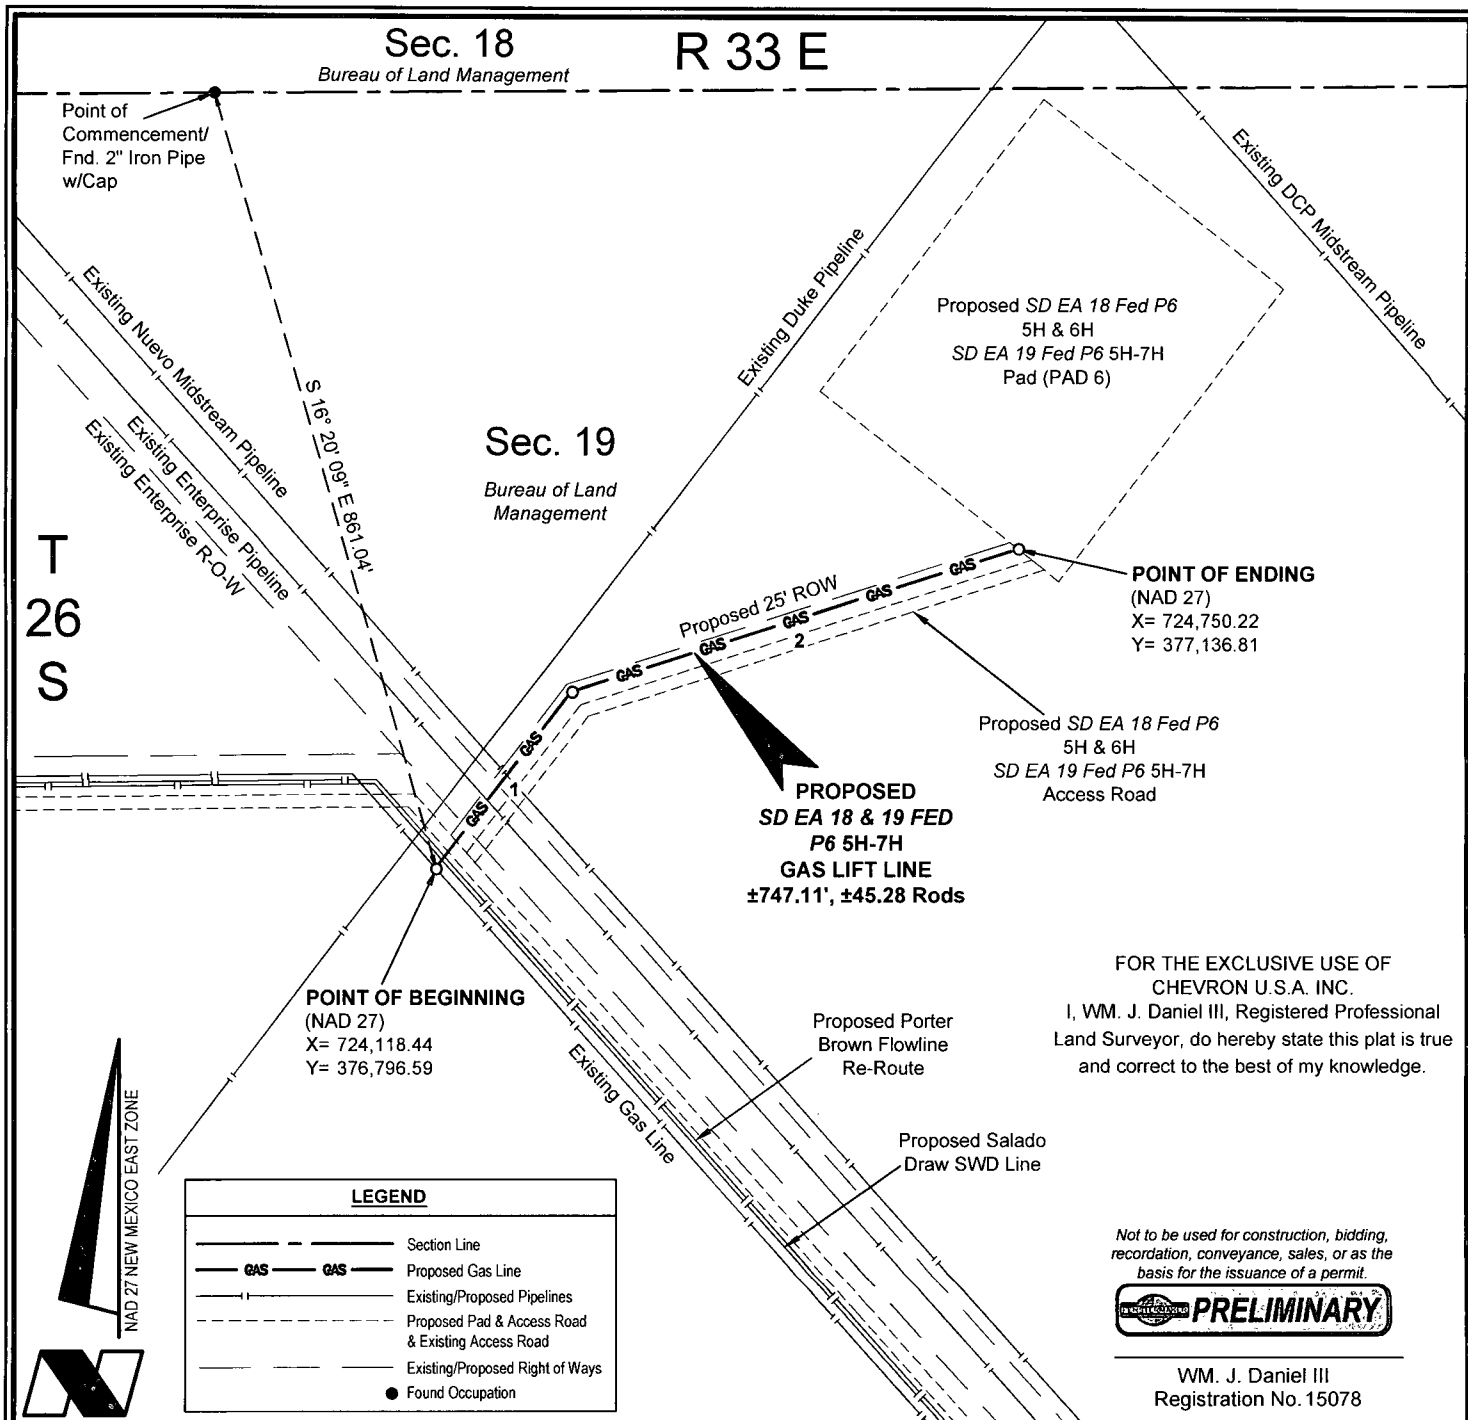 Sec. 18
Bureau of Land Management
R 33 E
Point of
Commencement/
Fnd. 2" Iron Pipe
w/Cap
Existing Nuevo Midstream Pipeline
Existing Enterprise Pipeline
Existing Enterprise R-O-W
S 16° 20' 09" E 861.04'
Existing Duke Pipeline
Existing DCP Midstream Pipeline
Proposed SD EA 18 Fed P6
5H & 6H
SD EA 19 Fed P6 5H-7H
Pad (PAD 6)
Sec. 19
Bureau of Land
Management
T
26
S
Proposed 25' ROW
GAS
GAS
GAS
GAS
GAS
GAS
GAS
1
2
POINT OF ENDING
(NAD 27)
X= 724,750.22
Y= 377,136.81
Proposed SD EA 18 Fed P6
5H & 6H
SD EA 19 Fed P6 5H-7H
Access Road
PROPOSED
SD EA 18 & 19 FED
P6 5H-7H
GAS LIFT LINE
±747.11', ±45.28 Rods
POINT OF BEGINNING
(NAD 27)
X= 724,118.44
Y= 376,796.59
Existing Gas Line
Proposed Porter
Brown Flowline
Re-Route
Proposed Salado
Draw SWD Line
FOR THE EXCLUSIVE USE OF
CHEVRON U.S.A. INC.
I, WM. J. Daniel III, Registered Professional
Land Surveyor, do hereby state this plat is true
and correct to the best of my knowledge.
NAD 27 NEW MEXICO EAST ZONE
LEGEND
Section Line
GAS GAS Proposed Gas Line
Existing/Proposed Pipelines
Proposed Pad & Access Road
& Existing Access Road
Existing/Proposed Right of Ways
Found Occupation
Not to be used for construction, bidding,
recordation, conveyance, sales, or as the
basis for the issuance of a permit.
FENSTERMAKER
PRELIMINARY
WM. J. Daniel III
Registration No. 15078